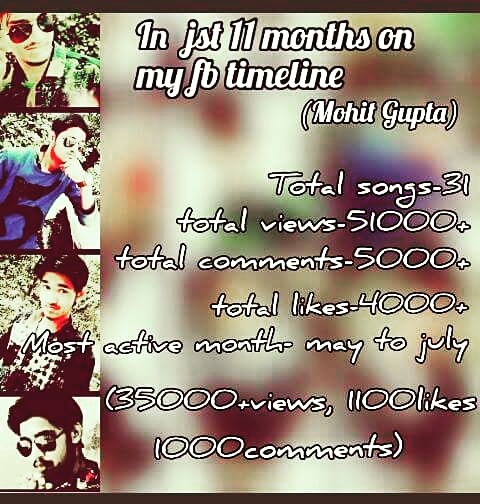 In jst 11 months on
my fb timeline
(Mohit Gupta)
Total songs-31
total views-51000+
total comments-5000+
total likes-4000+
Most active month- may to july
(35000+views, 1100likes
1000comments)